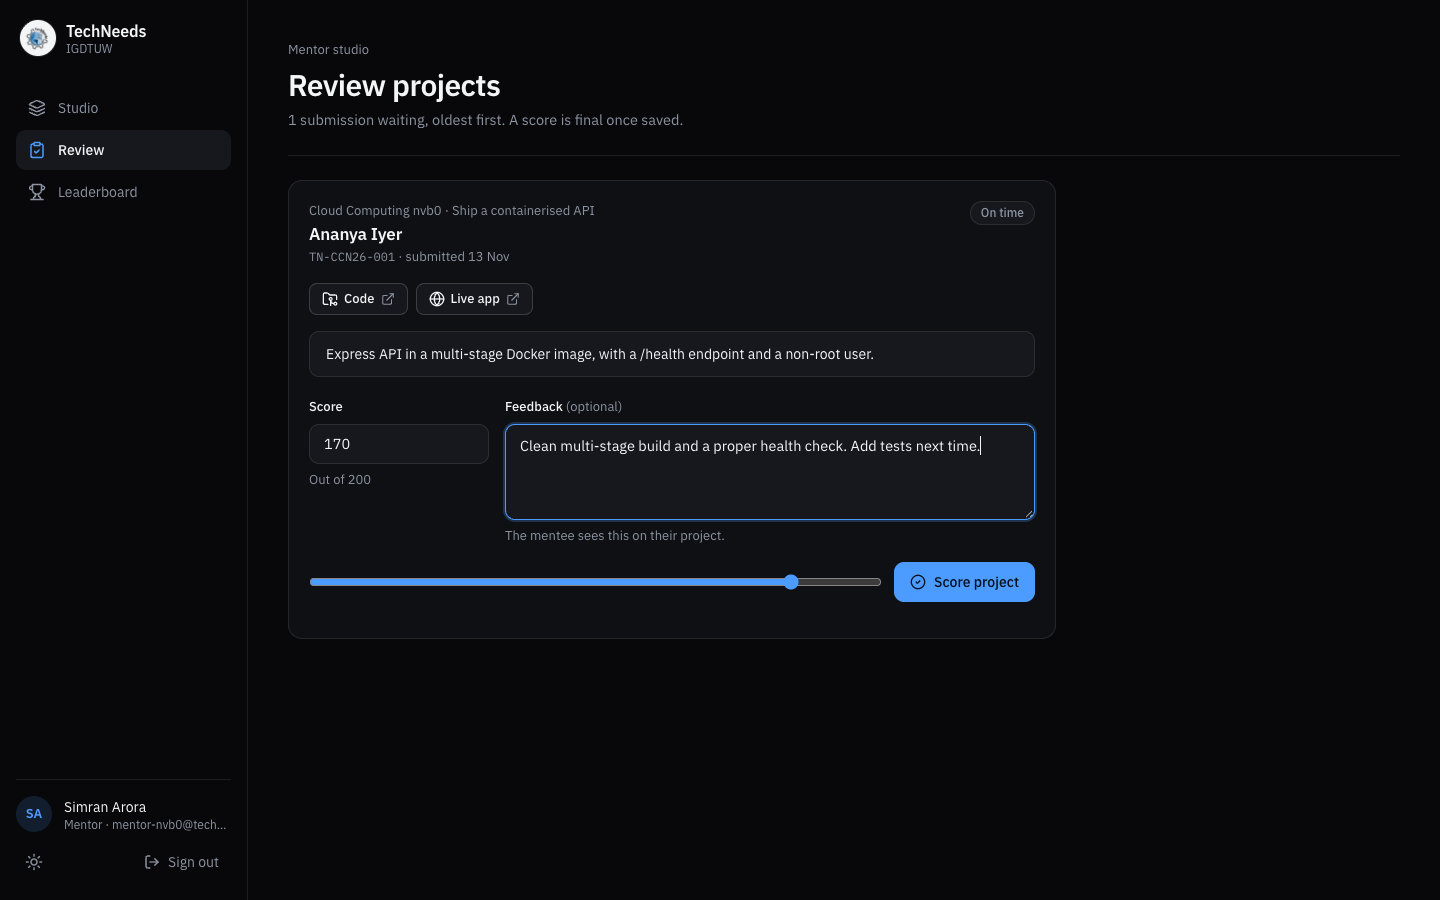 TechNeeds
IGDTUW
Studio
Review
Leaderboard
Mentor studio
Review projects
1 submission waiting, oldest first. A score is final once saved.
Cloud Computing nvb0 · Ship a containerised API
On time
Ananya Iyer
TN-CCN26-001 · submitted 13 Nov
Code
Live app
Express API in a multi-stage Docker image, with a /health endpoint and a non-root user.
Score
Feedback (optional)
170
Clean multi-stage build and a proper health check. Add tests next time.
Out of 200
The mentee sees this on their project.
Score project
SA
Simran Arora
Mentor · mentor-nvb0@tech...
Sign out